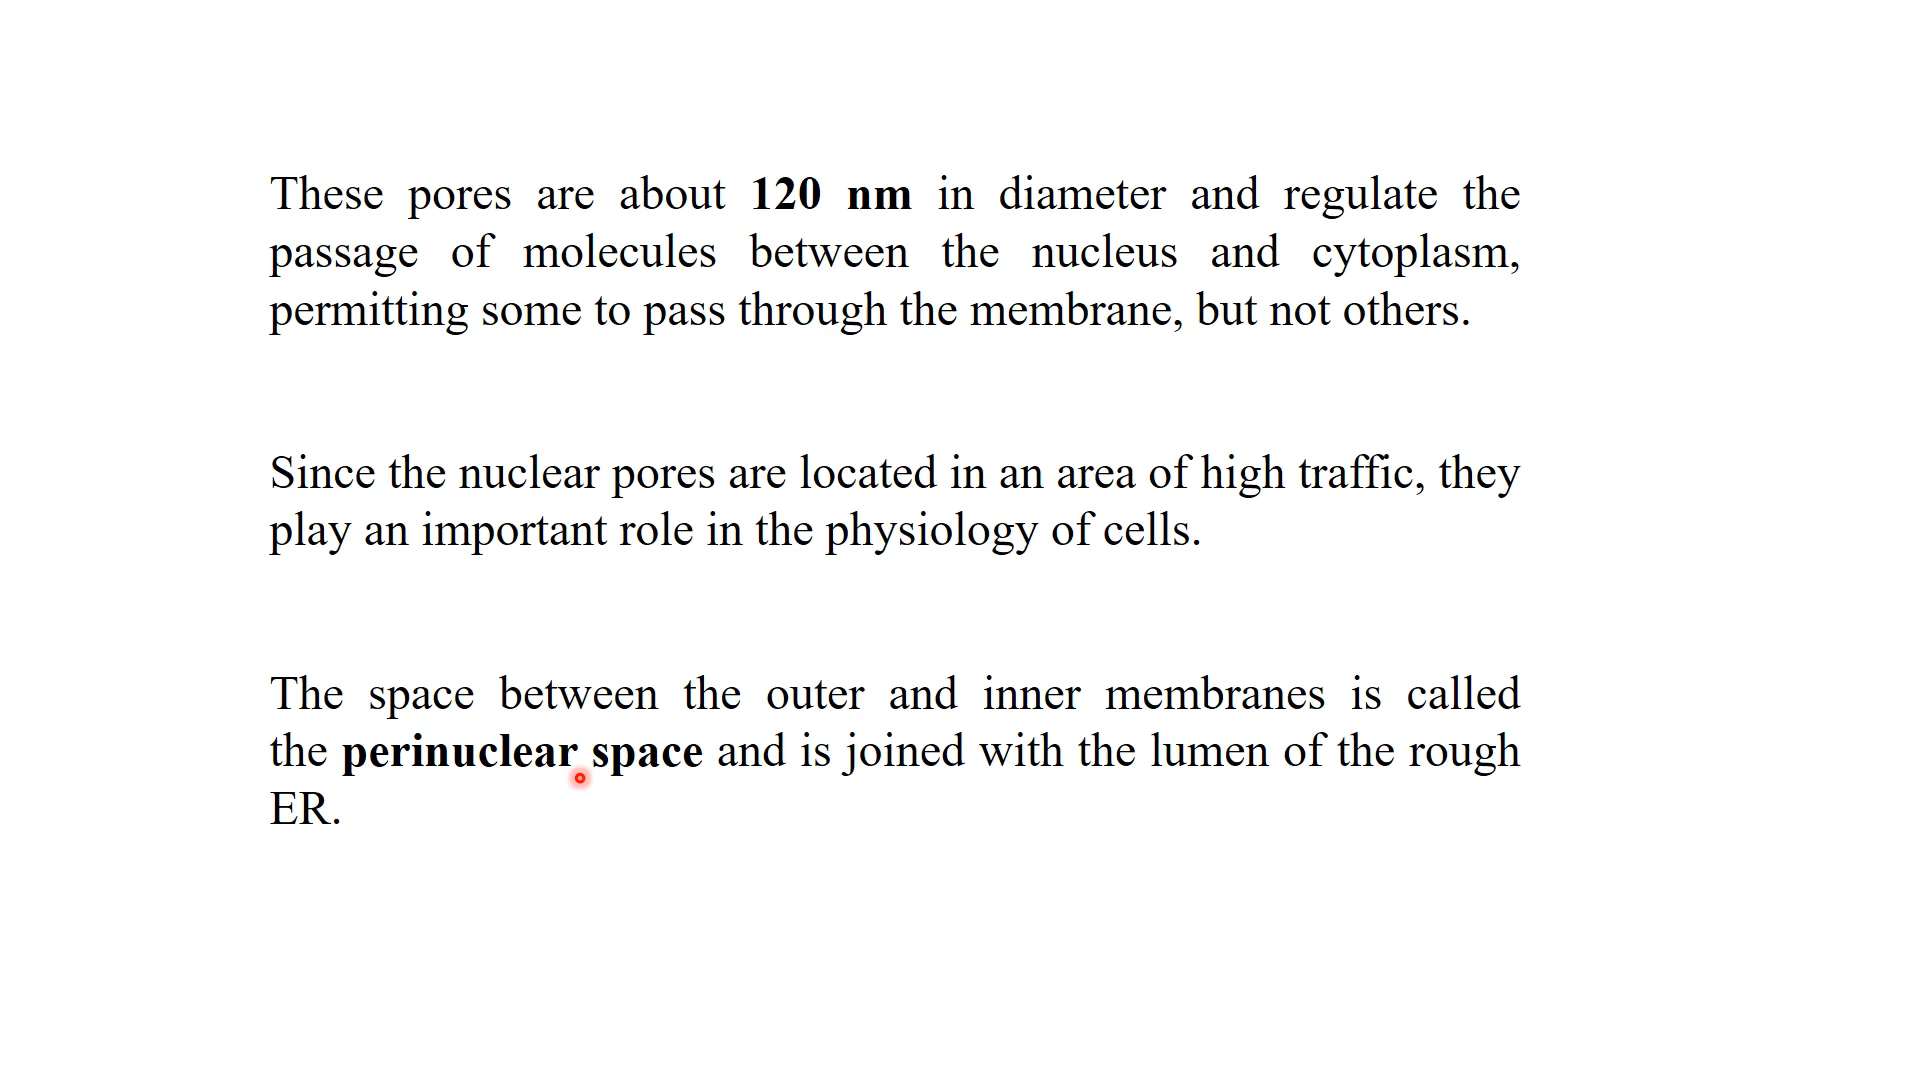 These pores are about 120 nm in diameter and regulate the
passage of molecules between the nucleus and cytoplasm,
permitting some to pass through the membrane, but not others.
Since the nuclear pores are located in an area of high traffic, they
play an important role in the physiology of cells.
The space between the outer and inner membranes is called
the perinuclear space and is joined with the lumen of the rough
ER.